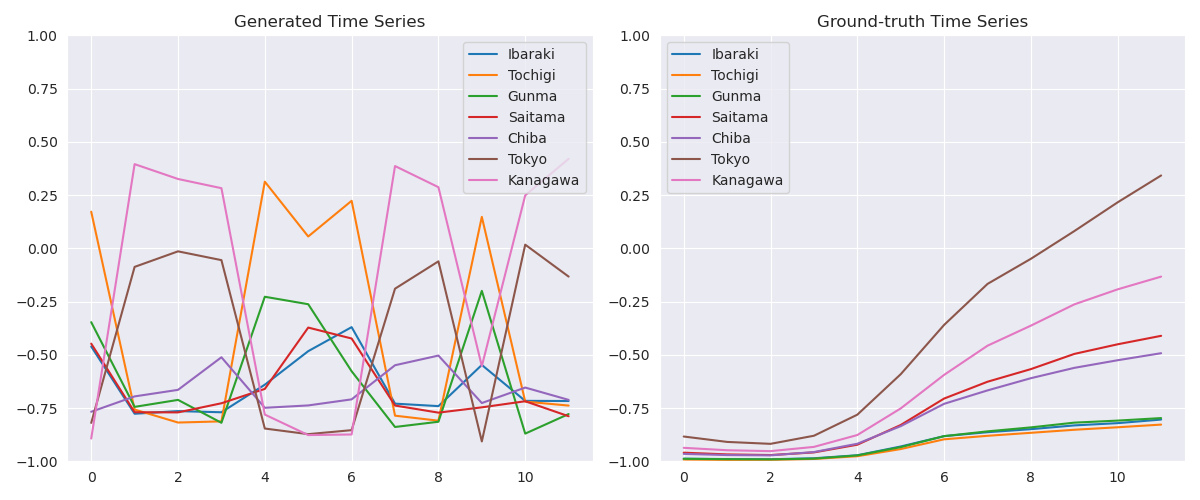 Generated Time Series
1.00
0.75
0.50
0.25
0.00
−0.25
−0.50
−0.75
−1.00
0 2 4 6 8 10
Ibaraki
Tochigi
Gunma
Saitama
Chiba
Tokyo
Kanagawa
Ground-truth Time Series
1.00
0.75
0.50
0.25
0.00
−0.25
−0.50
−0.75
−1.00
0 2 4 6 8 10
Ibaraki
Tochigi
Gunma
Saitama
Chiba
Tokyo
Kanagawa